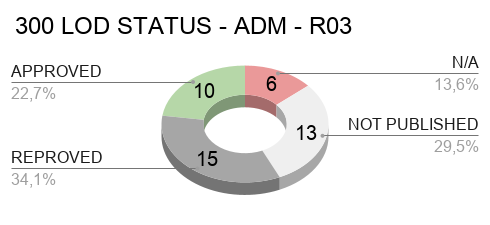 300 LOD STATUS - ADM - R03
APPROVED
22,7%
N/A
13,6%
10
6
13
15
NOT PUBLISHED
29,5%
REPROVED
34,1%